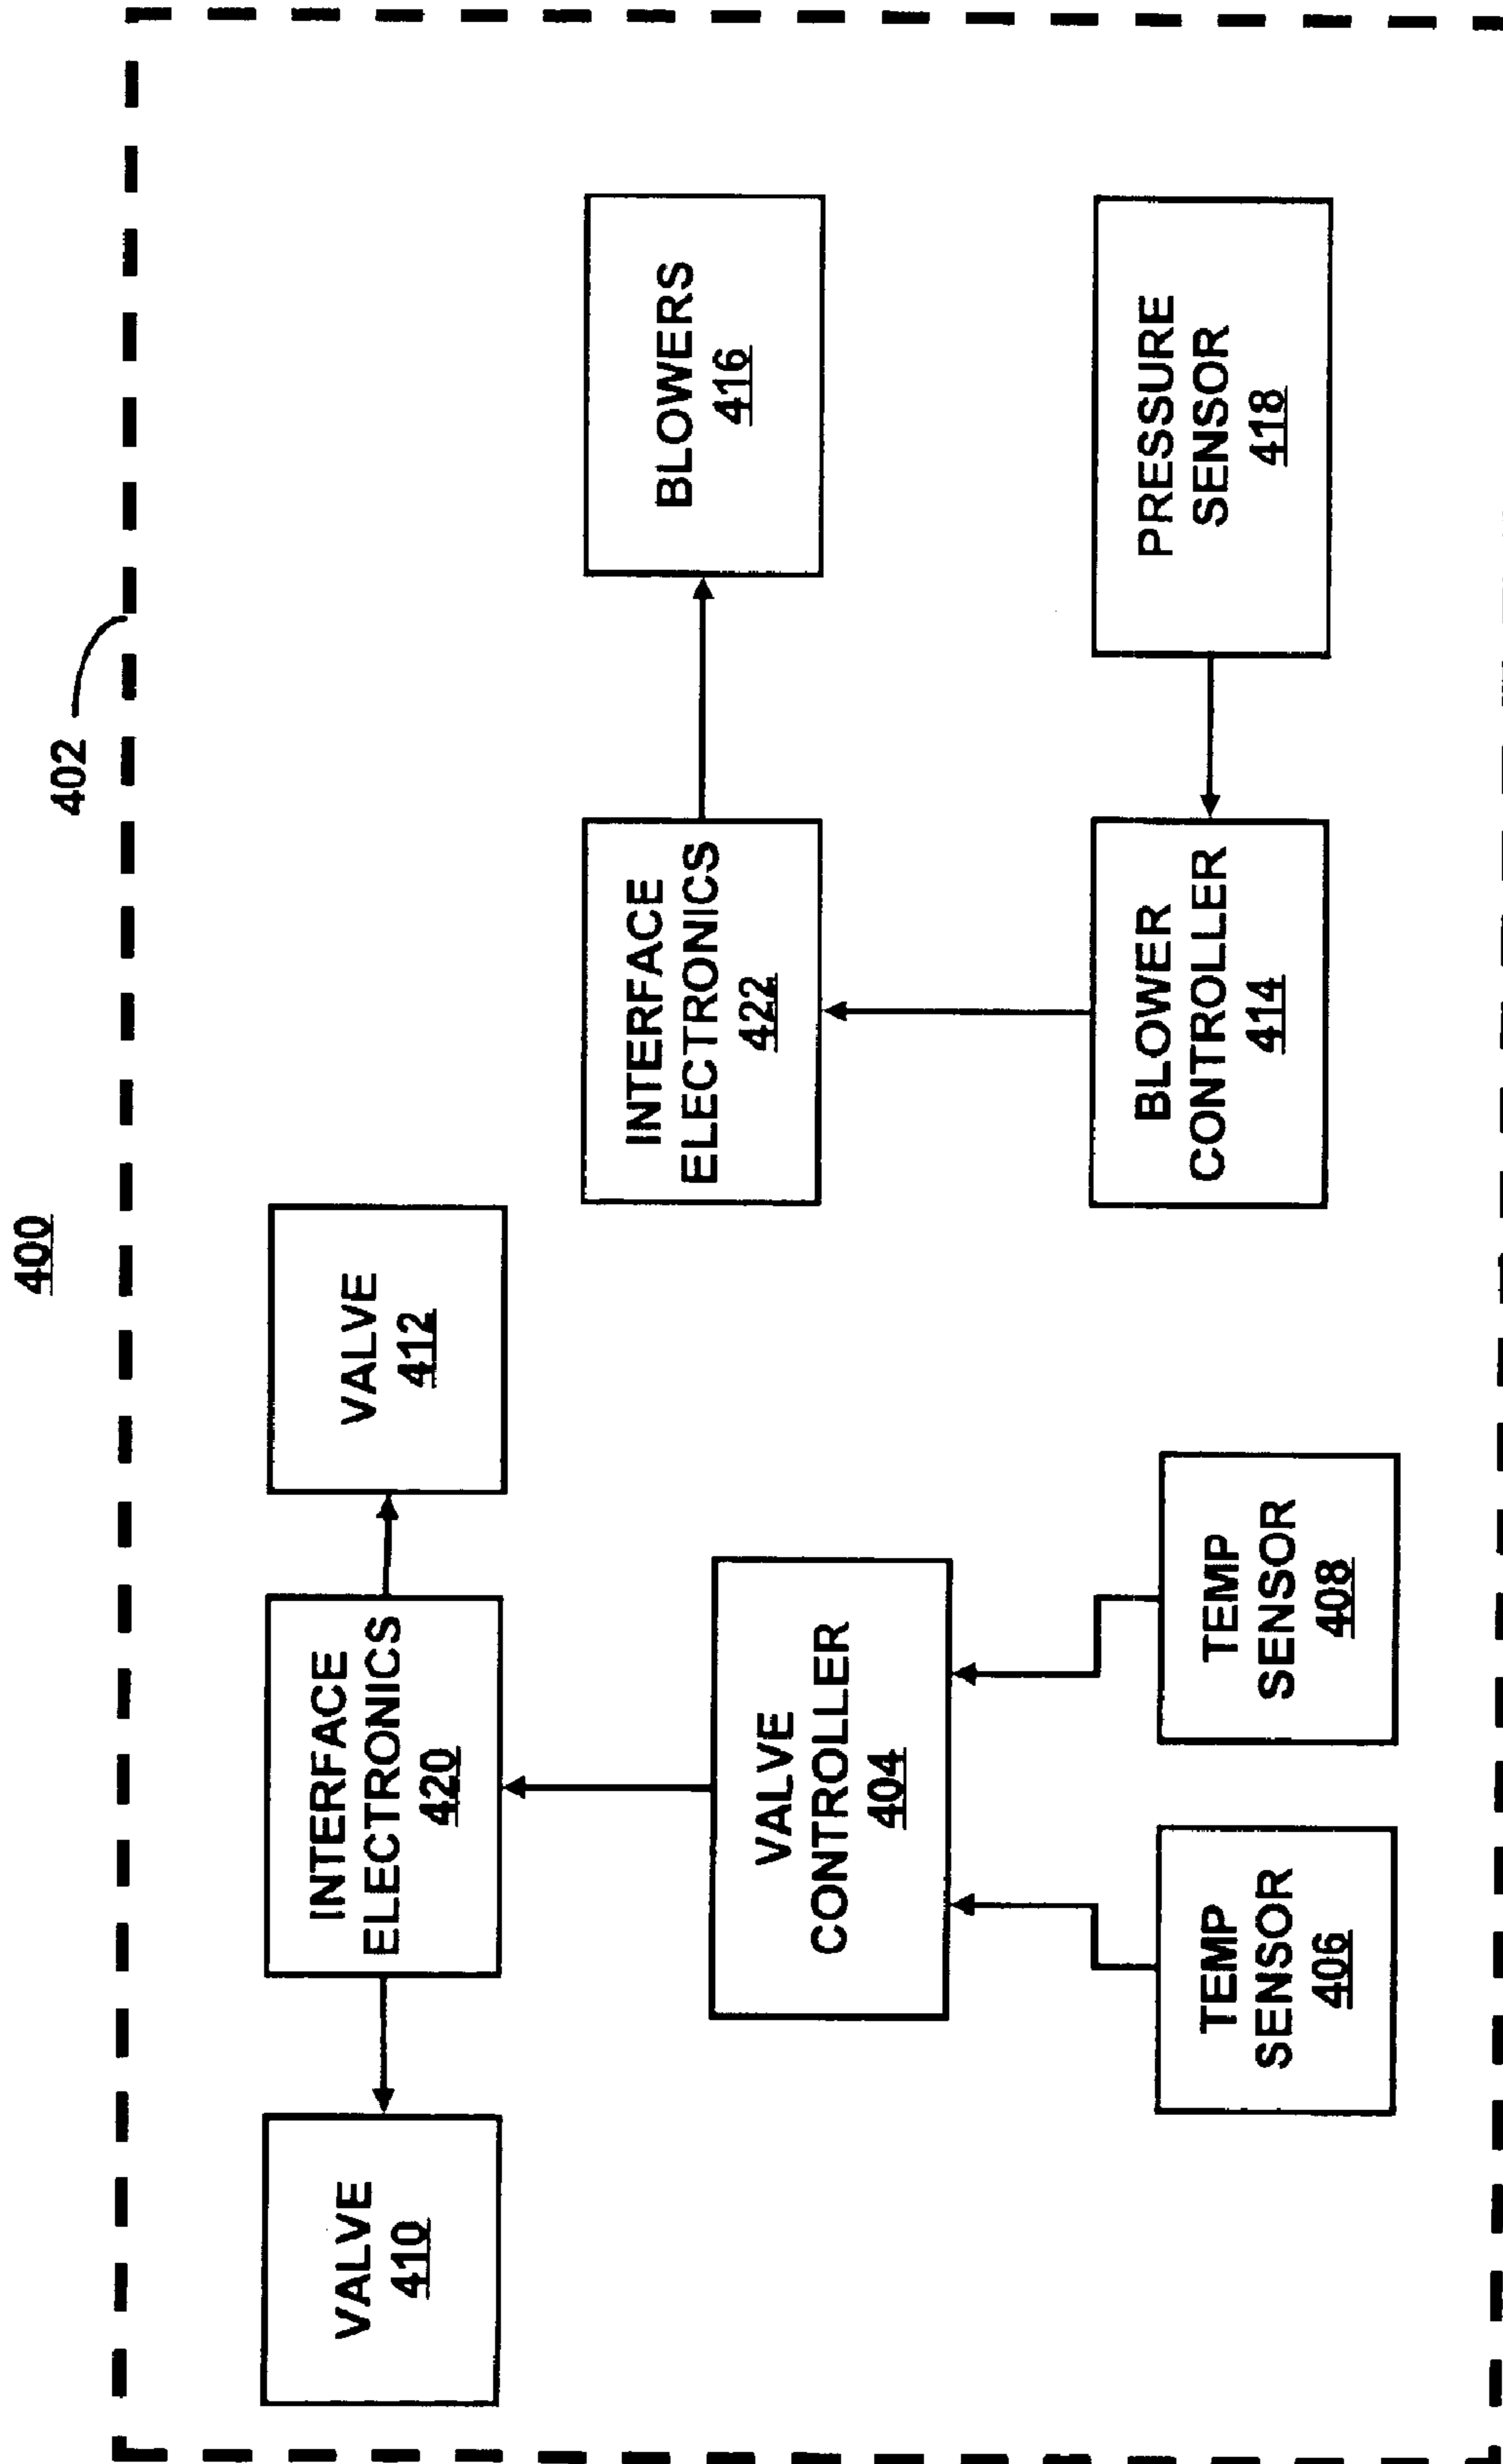 400
402
VALVE
410
INTERFACE
ELECTRONICS
420
VALVE
412
INTERFACE
ELECTRONICS
422
BLOWERS
416
VALVE
CONTROLLER
404
BLOWER
CONTROLLER
414
PRESSURE
SENSOR
418
TEMP
SENSOR
406
TEMP
SENSOR
408